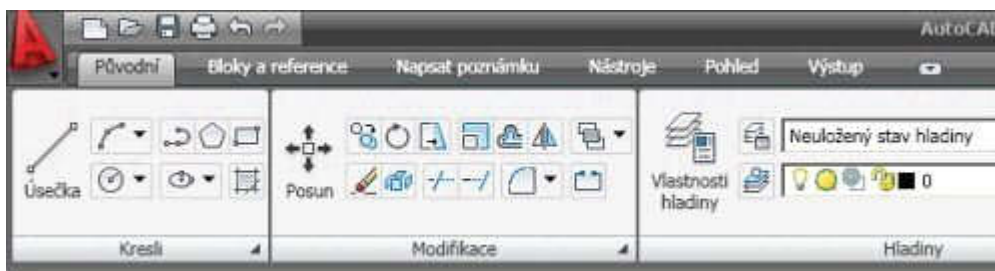 AutoCAD
Původní Bloky a reference Napsat poznámku Nástroje Pohled Výstup
Neuložený stav hladiny
Úsečka Posun Vlastnosti hladiny 0
Kresli Modifikace Hladiny